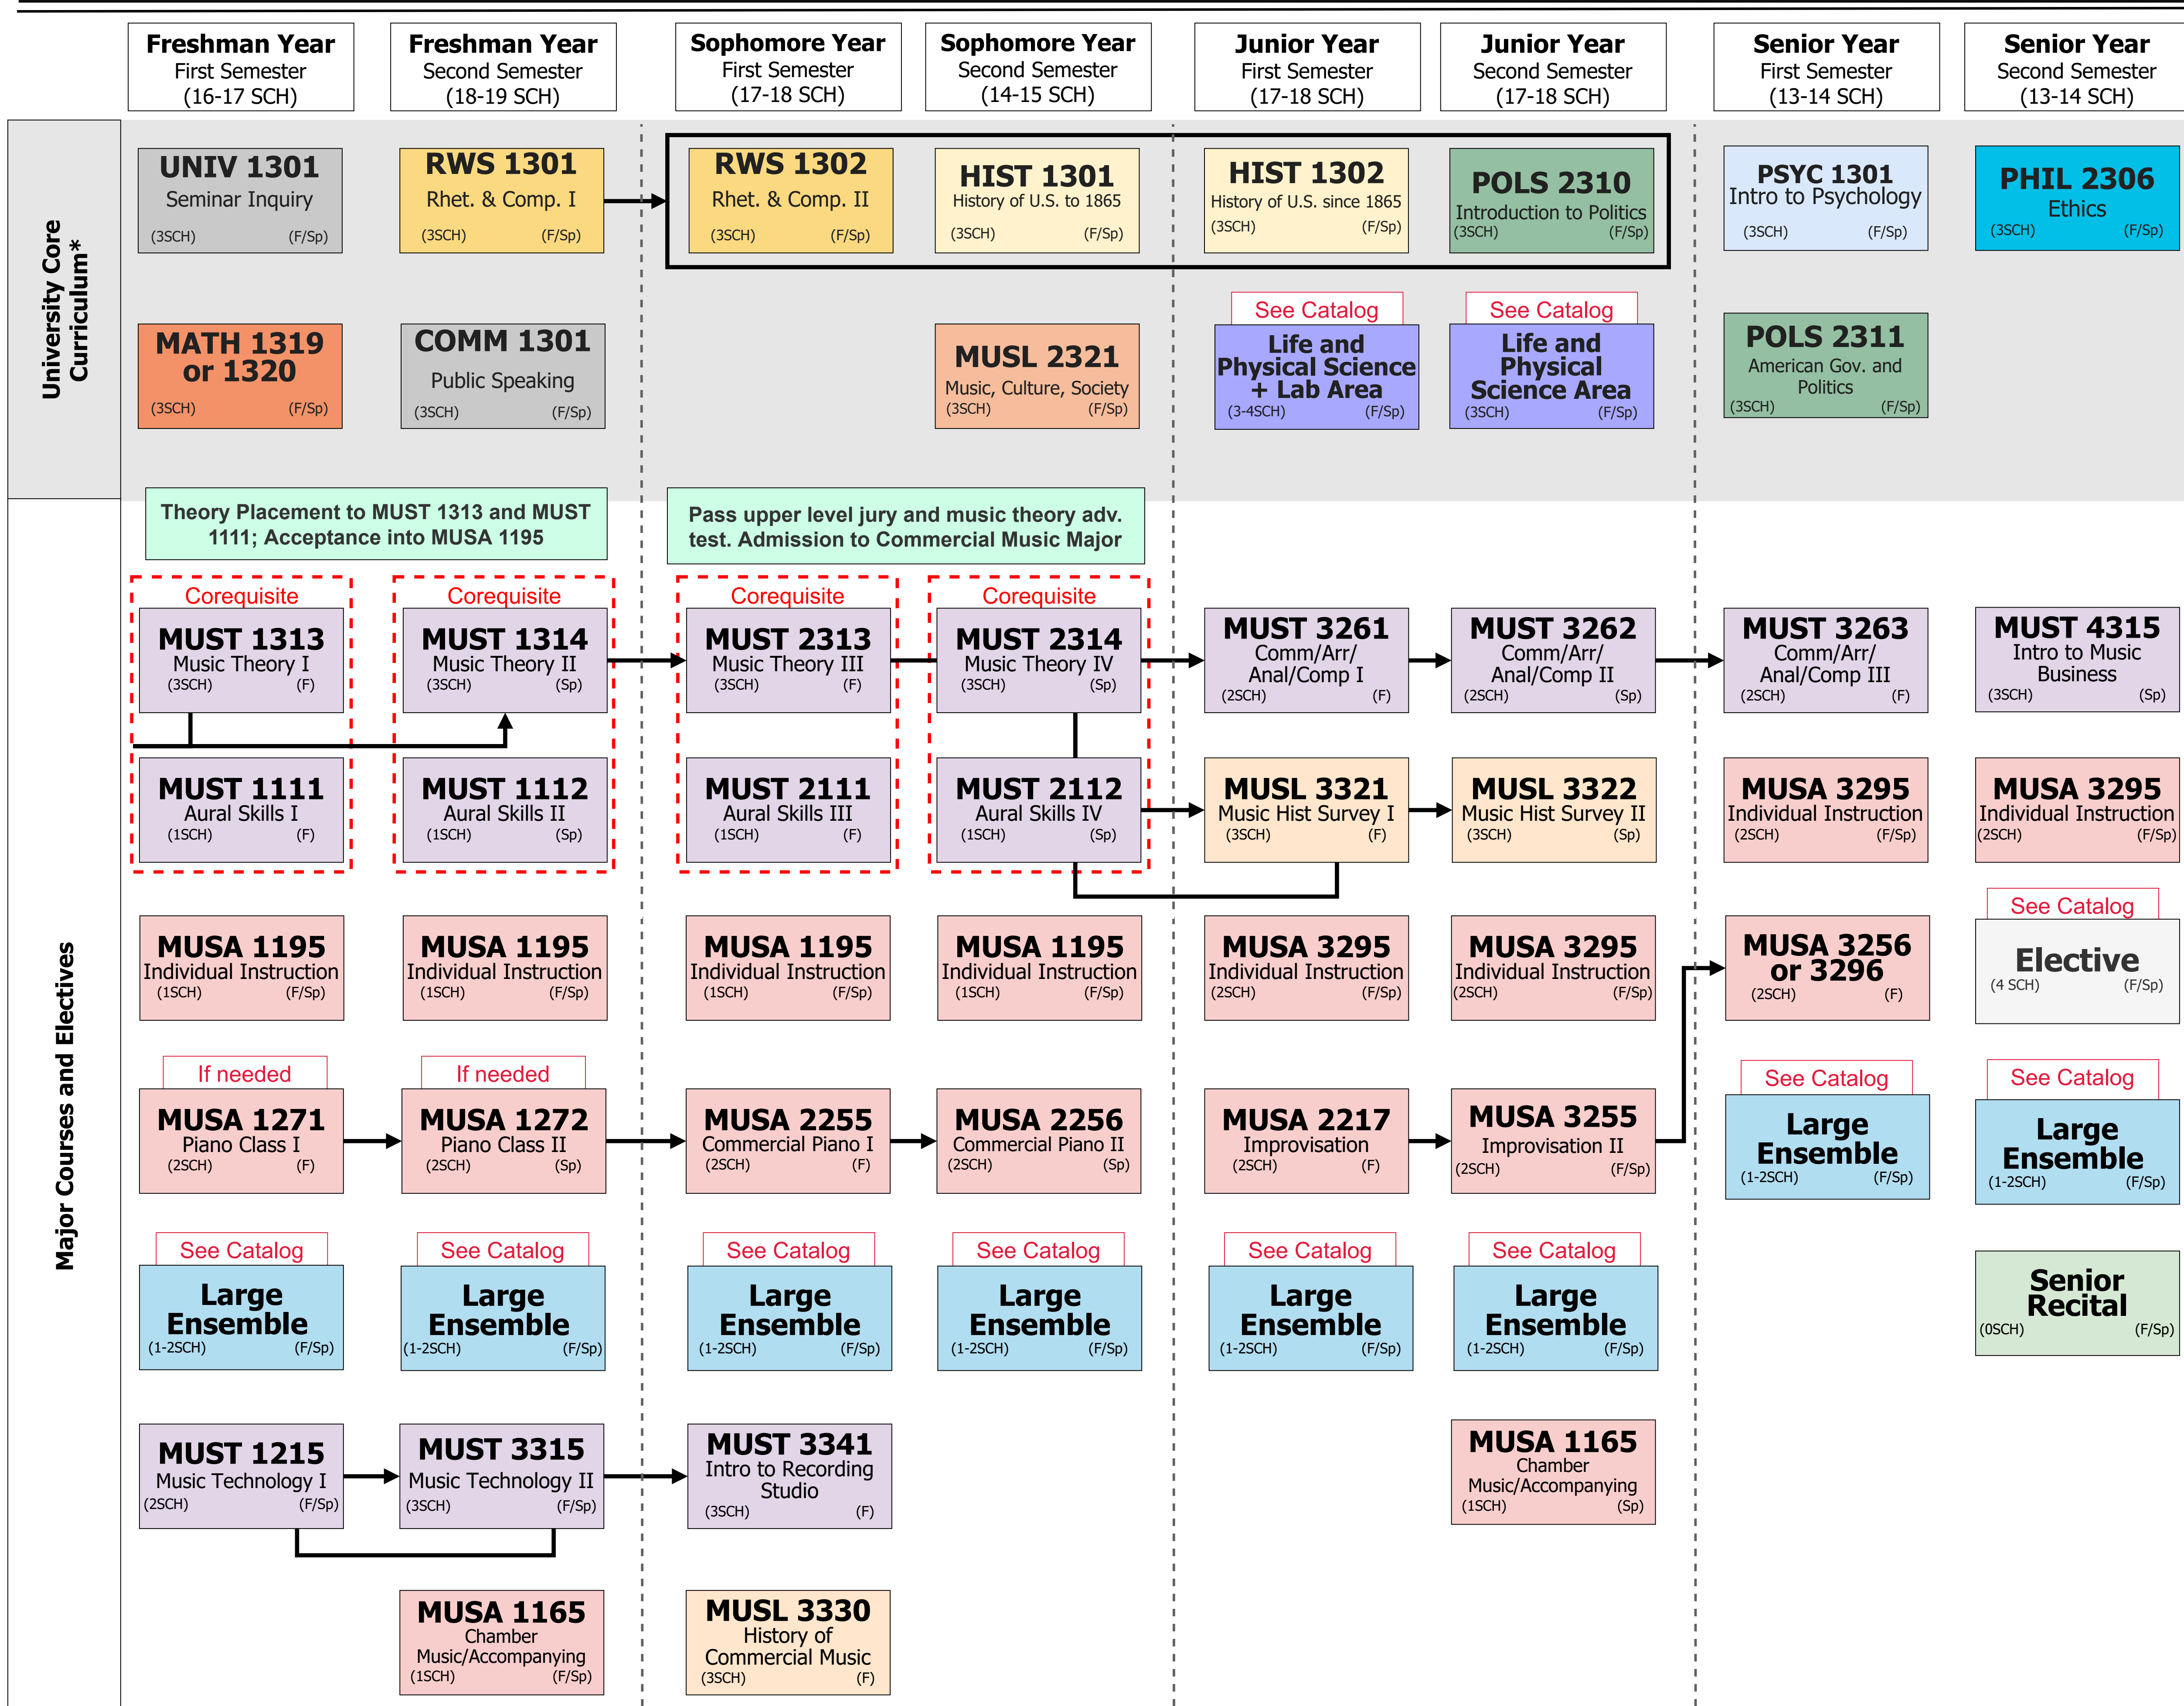 Freshman Year
First Semester
(16-17 SCH)
Freshman Year
Second Semester
(18-19 SCH)
Sophomore Year
First Semester
(17-18 SCH)
Sophomore Year
Second Semester
(14-15 SCH)
Junior Year
First Semester
(17-18 SCH)
Junior Year
Second Semester
(17-18 SCH)
Senior Year
First Semester
(13-14 SCH)
Senior Year
Second Semester
(13-14 SCH)
University Core
Curriculum*
UNIV 1301
Seminar Inquiry
(3SCH) (F/Sp)
RWS 1301
Rhet. & Comp. I
(3SCH) (F/Sp)
RWS 1302
Rhet. & Comp. II
(3SCH) (F/Sp)
HIST 1301
History of U.S. to 1865
(3SCH) (F/Sp)
HIST 1302
History of U.S. since 1865
(3SCH) (F/Sp)
POLS 2310
Introduction to Politics
(3SCH) (F/Sp)
PSYC 1301
Intro to Psychology
(3SCH) (F/Sp)
PHIL 2306
Ethics
(3SCH) (F/Sp)
MATH 1319
or 1320
(3SCH) (F/Sp)
COMM 1301
Public Speaking
(3SCH) (F/Sp)
MUSL 2321
Music, Culture, Society
(3SCH) (F/Sp)
See Catalog
Life and
Physical Science
+ Lab Area
(3-4SCH) (F/Sp)
See Catalog
Life and
Physical
Science Area
(3SCH) (F/Sp)
POLS 2311
American Gov. and
Politics
(3SCH) (F/Sp)
Major Courses and Electives
Theory Placement to MUST 1313 and MUST
1111; Acceptance into MUSA 1195
Pass upper level jury and music theory adv.
test. Admission to Commercial Music Major
Corequisite
MUST 1313
Music Theory I
(3SCH) (F)
Corequisite
MUST 1314
Music Theory II
(3SCH) (Sp)
Corequisite
MUST 2313
Music Theory III
(3SCH) (F)
Corequisite
MUST 2314
Music Theory IV
(3SCH) (Sp)
MUST 3261
Comm/Arr/
Anal/Comp I
(2SCH) (F)
MUST 3262
Comm/Arr/
Anal/Comp II
(2SCH) (Sp)
MUST 3263
Comm/Arr/
Anal/Comp III
(2SCH) (F)
MUST 4315
Intro to Music
Business
(3SCH) (Sp)
MUST 1111
Aural Skills I
(1SCH) (F)
MUST 1112
Aural Skills II
(1SCH) (Sp)
MUST 2111
Aural Skills III
(1SCH) (F)
MUST 2112
Aural Skills IV
(1SCH) (Sp)
MUSL 3321
Music Hist Survey I
(3SCH) (F)
MUSL 3322
Music Hist Survey II
(3SCH) (Sp)
MUSA 3295
Individual Instruction
(2SCH) (F/Sp)
MUSA 3295
Individual Instruction
(2SCH) (F/Sp)
MUSA 1195
Individual Instruction
(1SCH) (F/Sp)
MUSA 1195
Individual Instruction
(1SCH) (F/Sp)
MUSA 1195
Individual Instruction
(1SCH) (F/Sp)
MUSA 1195
Individual Instruction
(1SCH) (F/Sp)
MUSA 3295
Individual Instruction
(2SCH) (F/Sp)
MUSA 3295
Individual Instruction
(2SCH) (F/Sp)
MUSA 3256
or 3296
(2SCH) (F)
See Catalog
Elective
(4 SCH) (F/Sp)
If needed
MUSA 1271
Piano Class I
(2SCH) (F)
If needed
MUSA 1272
Piano Class II
(2SCH) (Sp)
MUSA 2255
Commercial Piano I
(2SCH) (F)
MUSA 2256
Commercial Piano II
(2SCH) (Sp)
MUSA 2217
Improvisation
(2SCH) (F)
MUSA 3255
Improvisation II
(2SCH) (F/Sp)
See Catalog
Large
Ensemble
(1-2SCH) (F/Sp)
See Catalog
Large
Ensemble
(1-2SCH) (F/Sp)
See Catalog
Large
Ensemble
(1-2SCH) (F/Sp)
See Catalog
Large
Ensemble
(1-2SCH) (F/Sp)
See Catalog
Large
Ensemble
(1-2SCH) (F/Sp)
See Catalog
Large
Ensemble
(1-2SCH) (F/Sp)
See Catalog
Large
Ensemble
(1-2SCH) (F/Sp)
See Catalog
Large
Ensemble
(1-2SCH) (F/Sp)
Senior
Recital
(0SCH) (F/Sp)
MUST 1215
Music Technology I
(2SCH) (F/Sp)
MUST 3315
Music Technology II
(3SCH) (F/Sp)
MUST 3341
Intro to Recording
Studio
(3SCH) (F)
MUSA 1165
Chamber
Music/Accompanying
(1SCH) (Sp)
MUSA 1165
Chamber
Music/Accompanying
(1SCH) (F/Sp)
MUSL 3330
History of
Commercial Music
(3SCH) (F)